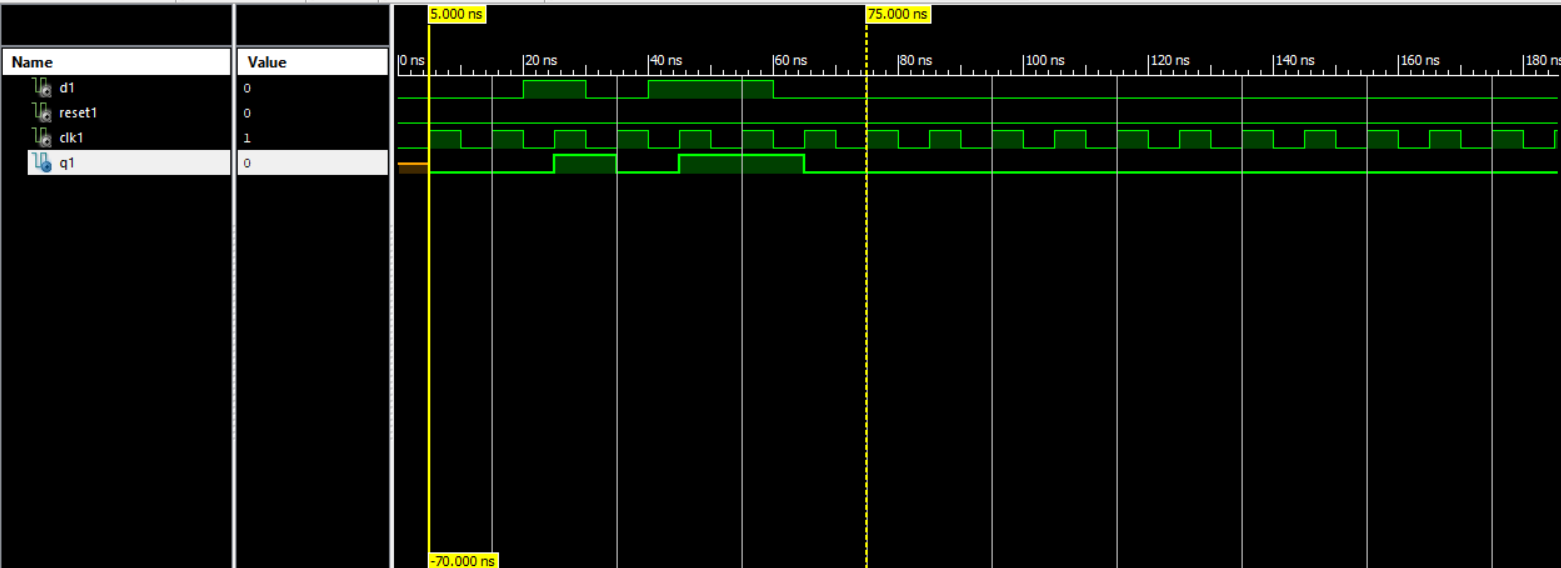 5.000 ns 75.000 ns
Name Value 0 ns 20 ns 40 ns 60 ns 80 ns 100 ns 120 ns 140 ns 160 ns 180 ns
d1 0
reset1 0
clk1 1
q1 0
-70.000 ns